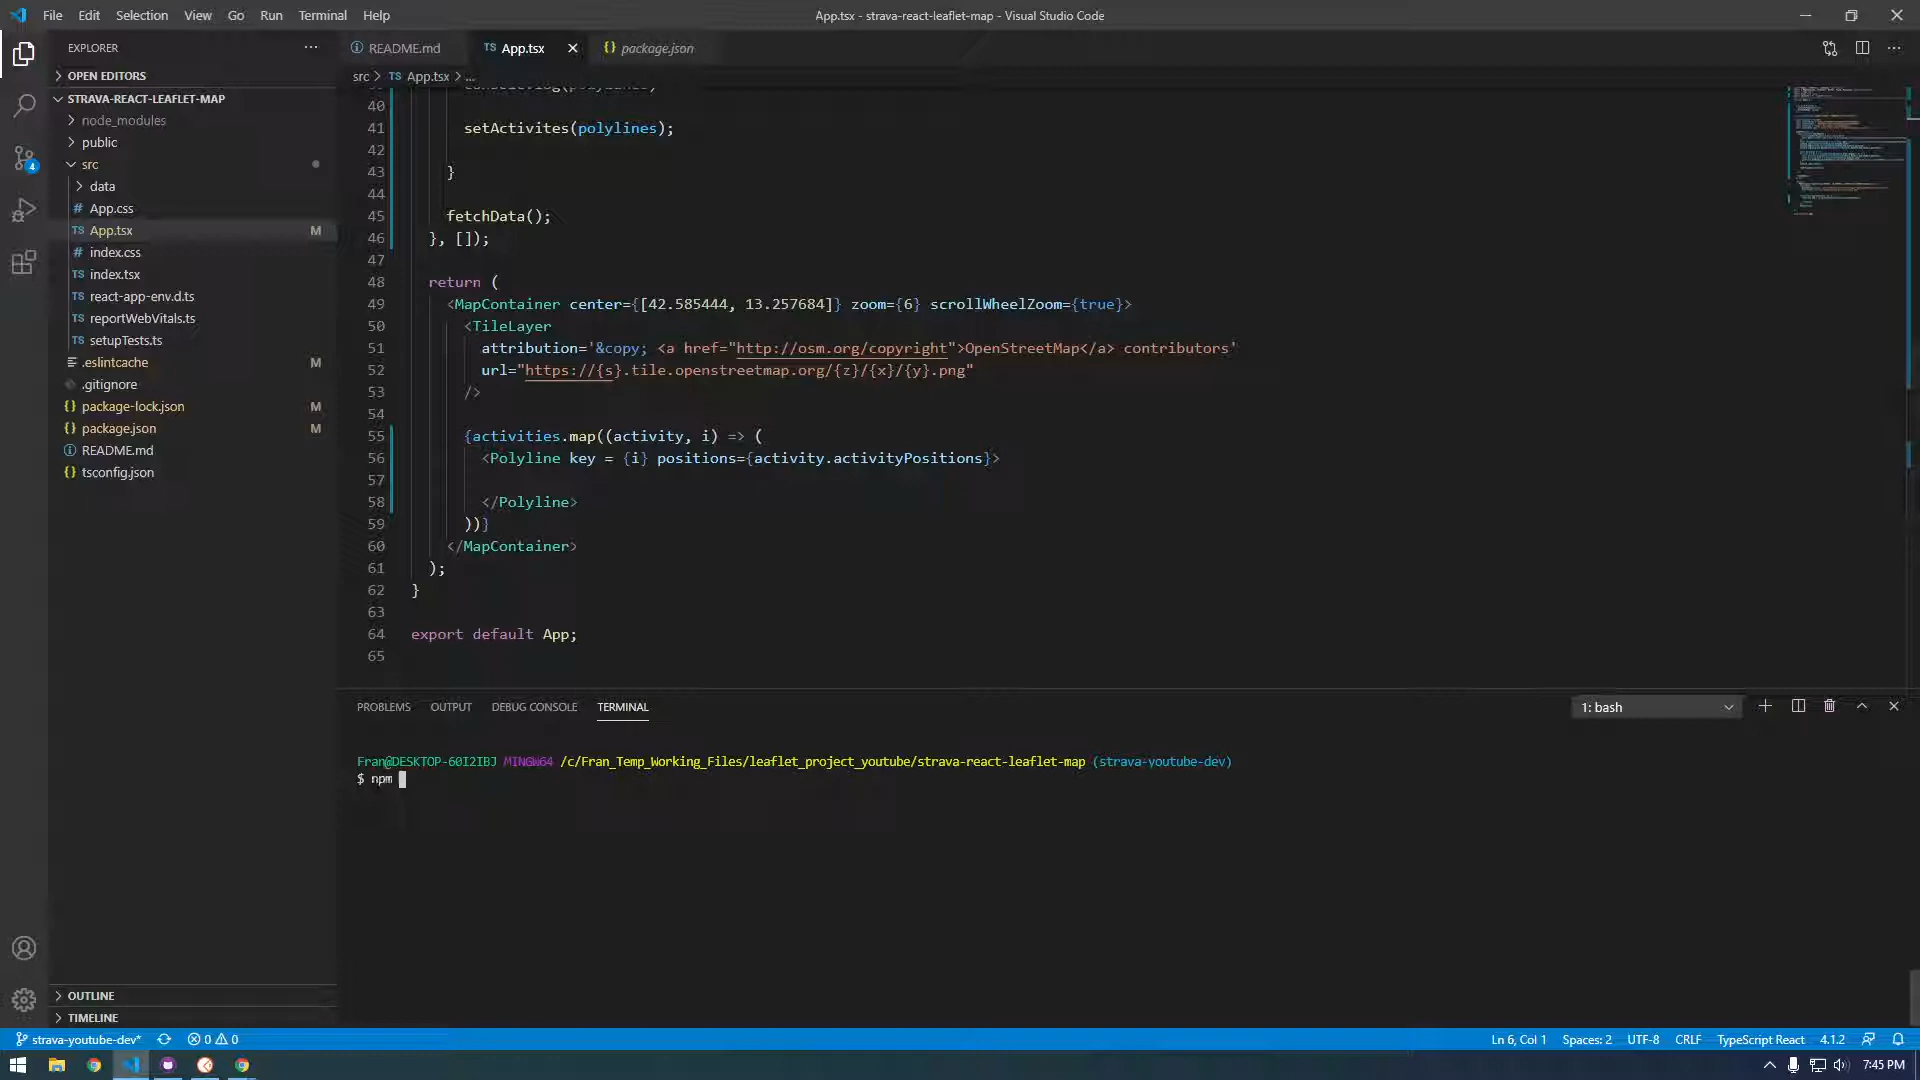 File Edit Selection View Go Run Terminal Help
App.tsx - strava-react-leaflet-map - Visual Studio Code
EXPLORER
OPEN EDITORS
STRAVA-REACT-LEAFLET-MAP
node_modules
public
src
data
# App.css
TS App.tsx M
# index.css
TS index.tsx
TS react-app-env.d.ts
TS reportWebVitals.ts
TS setupTests.ts
.eslintcache M
.gitignore
{} package-lock.json M
{} package.json M
README.md
{} tsconfig.json
OUTLINE
TIMELINE
4
README.md
TS App.tsx
{} package.json
src > TS App.tsx > ...
40
41 setActivites(polylines);
42
43 }
44
45 fetchData();
46 }, []);
47
48 return (
49 <MapContainer center={[42.585444, 13.257684]} zoom={6} scrollWheelZoom={true}>
50 <TileLayer
51 attribution='&copy; <a href="http://osm.org/copyright">OpenStreetMap</a> contributors'
52 url="https://{s}.tile.openstreetmap.org/{z}/{x}/{y}.png"
53 />
54
55 {activities.map((activity, i) => (
56 <Polyline key = {i} positions={activity.activityPositions}>
57
58 </Polyline>
59 ))}
60 </MapContainer>
61 );
62 }
63
64 export default App;
65
PROBLEMS OUTPUT DEBUG CONSOLE TERMINAL
1: bash
Fran@DESKTOP-60I2IBJ MINGW64 /c/Fran_Temp_Working_Files/leaflet_project_youtube/strava-react-leaflet-map (strava-youtube-dev)
$ npm
strava-youtube-dev* 0 0
Ln 6, Col 1 Spaces: 2 UTF-8 CRLF TypeScript React 4.1.2
7:45 PM